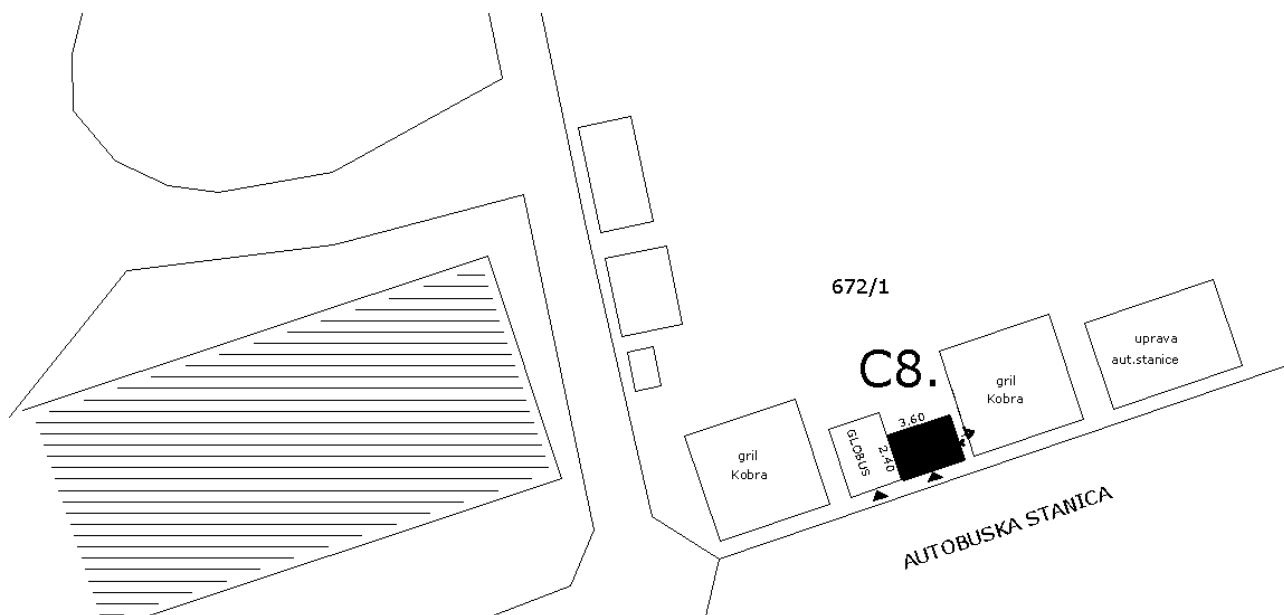 672/1
C8.
uprava
aut.stanice
gril
Kobra
3.60
2.40
GLOBUS
gril
Kobra
AUTOBUSKA STANICA